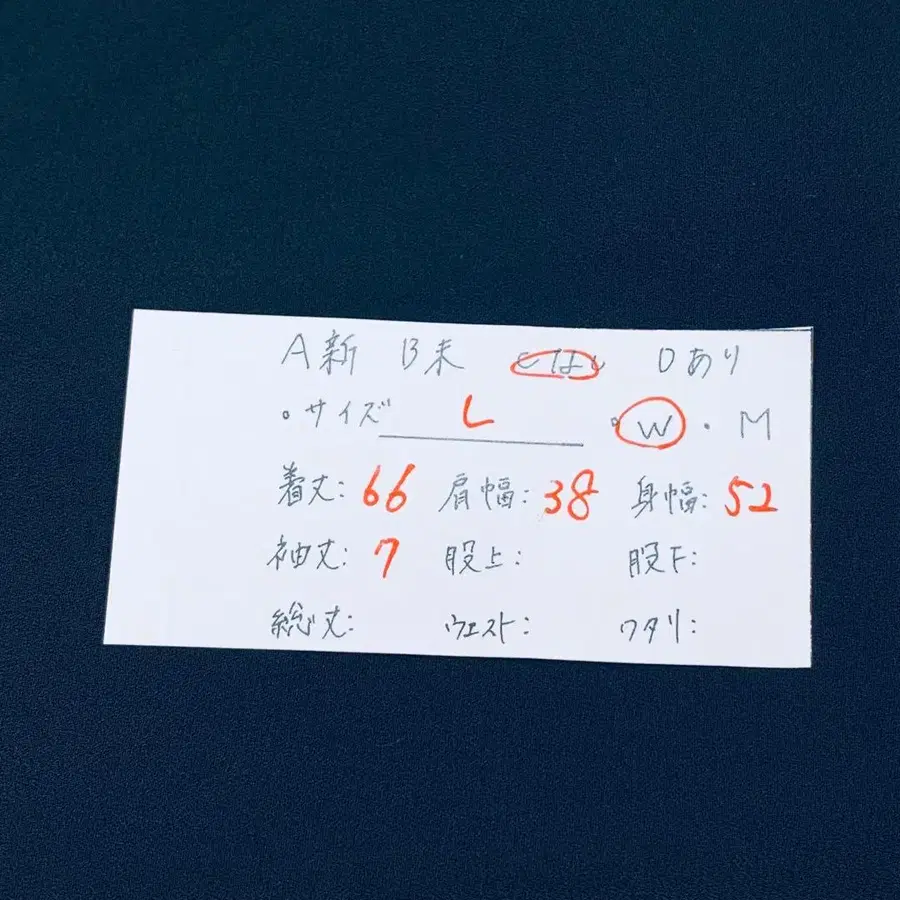 A新 B未 Cなし Dあり
○サイズ L ○W・M
着丈:66 肩幅:38 身幅:52
袖丈:7 股上: 股下:
総丈: ウエスト: ワタリ: